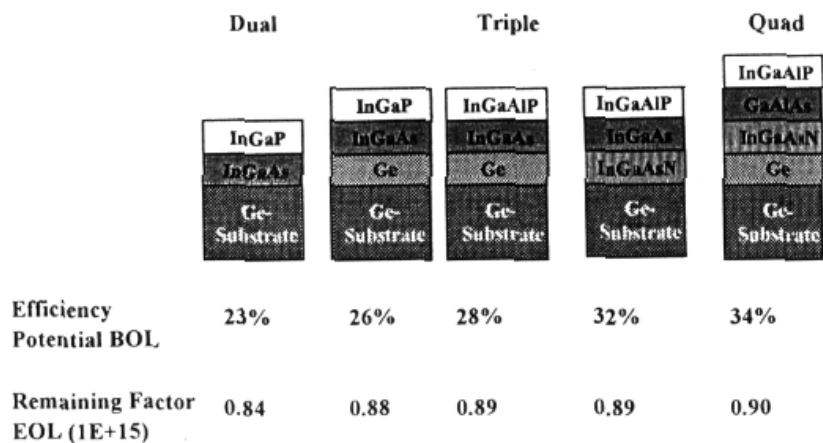 Dual Triple Quad
InGaP
InGaAs
Ge-
Substrate
InGaP
InGaAs
Ge
Ge-
Substrate
InGaAlP
InGaAs
Ge
Ge-
Substrate
InGaAlP
InGaAs
InGaAsN
Ge-
Substrate
InGaAlP
GaAlAs
InGaAsN
Ge
Ge-
Substrate
Efficiency
Potential BOL
23% 26% 28% 32% 34%
Remaining Factor
EOL (1E+15)
0.84 0.88 0.89 0.89 0.90